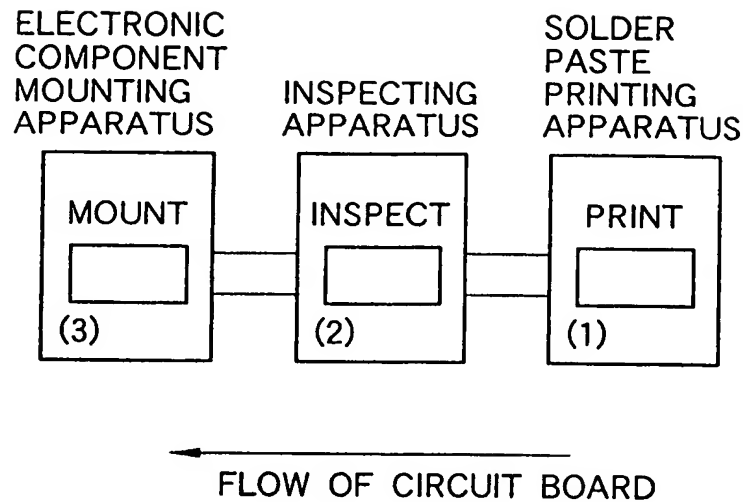 ELECTRONIC
COMPONENT
MOUNTING
APPARATUS
INSPECTING
APPARATUS
SOLDER
PASTE
PRINTING
APPARATUS
MOUNT
INSPECT
PRINT
(3)
(2)
(1)
FLOW OF CIRCUIT BOARD